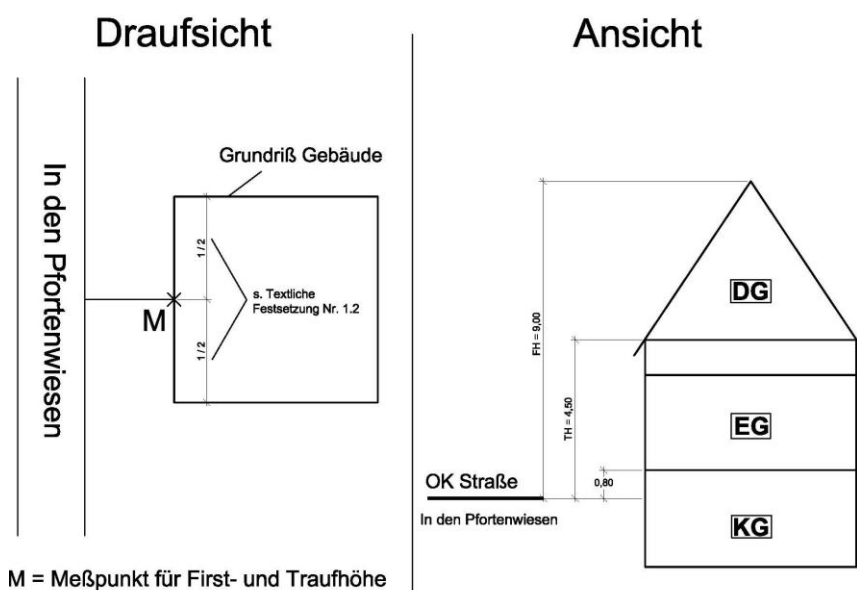 Draufsicht
In den Pfortenwiesen
Grundriß Gebäude
1/2
s. Textliche
Festsetzung Nr. 1.2
M
1/2
M = Meßpunkt für First- und Traufhöhe
Ansicht
FH = 9,00
DG
TH = 4,50
EG
0,80
OK Straße
In den Pfortenwiesen
KG